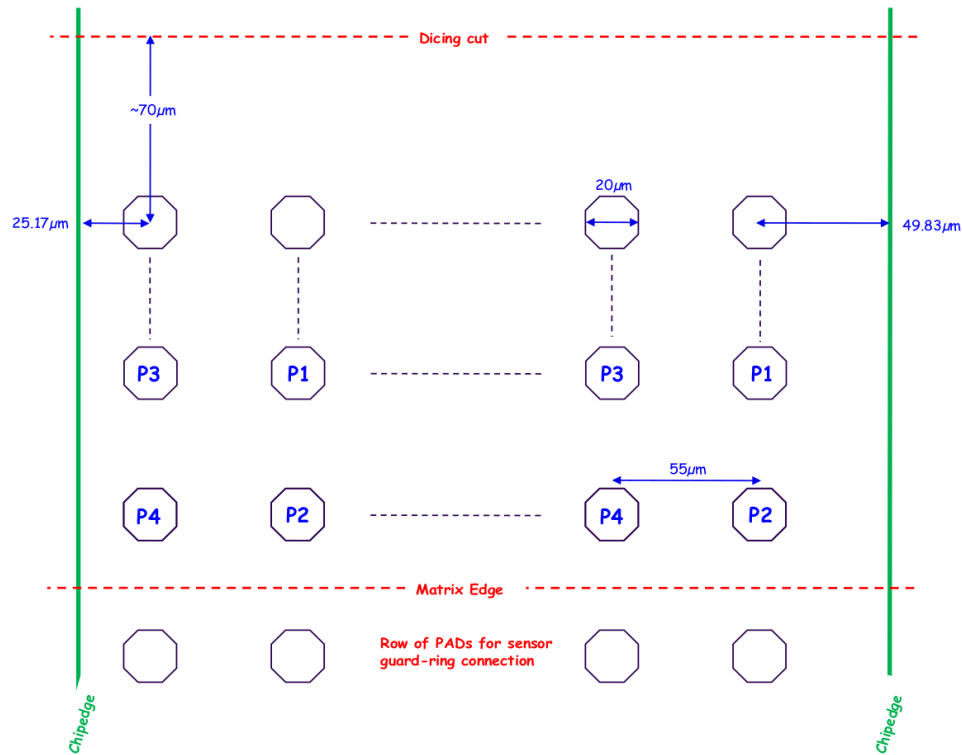 Dicing cut
~70µm
20µm
25.17µm
49.83µm
P3 P1 P3 P1
55µm
P4 P2 P4 P2
Matrix Edge
Row of PADs for sensor
guard-ring connection
Chipedge
Chipedge